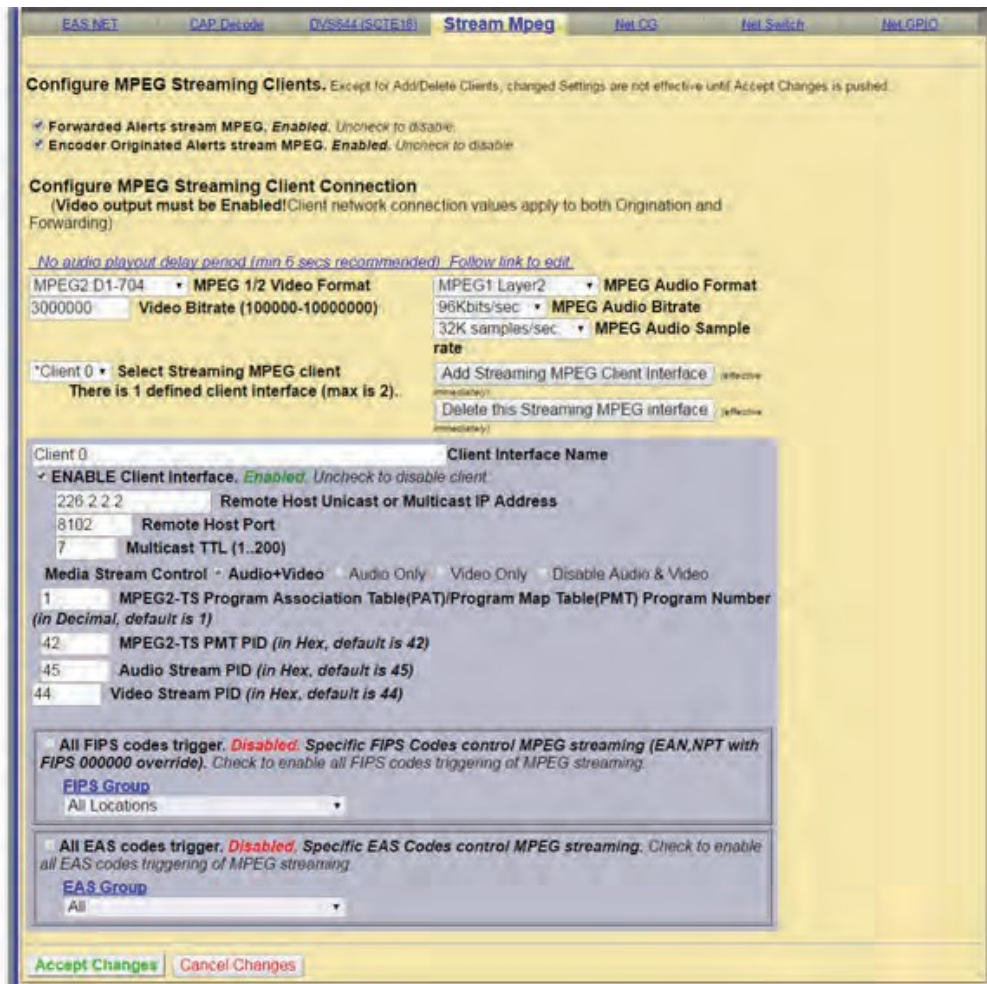 EAS NET CAP Decode DVS644 (SCTE18) Stream Mpeg Net CG Net Switch Net GPIO
Configure MPEG Streaming Clients. Except for Add/Delete Clients, changed Settings are not effective until Accept Changes is pushed.
Forwarded Alerts stream MPEG. Enabled. Uncheck to disable.
Encoder Originated Alerts stream MPEG. Enabled. Uncheck to disable.
Configure MPEG Streaming Client Connection
(Video output must be Enabled!Client network connection values apply to both Origination and
Forwarding)
No audio playout delay period (min 6 secs recommended). Follow link to edit.
MPEG2 D1-704 MPEG 1/2 Video Format MPEG1 Layer2 MPEG Audio Format
3000000 Video Bitrate (100000-10000000) 96Kbits/sec MPEG Audio Bitrate
32K samples/sec MPEG Audio Sample
rate
*Client 0 Select Streaming MPEG client Add Streaming MPEG Client Interface (effective
There is 1 defined client interface (max is 2). immediately)
Delete this Streaming MPEG interface (effective
immediately)
Client 0 Client Interface Name
ENABLE Client Interface. Enabled. Uncheck to disable client.
226.2.2.2 Remote Host Unicast or Multicast IP Address
8102 Remote Host Port
7 Multicast TTL (1..200)
Media Stream Control Audio+Video Audio Only Video Only Disable Audio & Video
1 MPEG2-TS Program Association Table(PAT)/Program Map Table(PMT) Program Number
(in Decimal, default is 1)
42 MPEG2-TS PMT PID (in Hex, default is 42)
45 Audio Stream PID (in Hex, default is 45)
44 Video Stream PID (in Hex, default is 44)
All FIPS codes trigger. Disabled. Specific FIPS Codes control MPEG streaming (EAN,NPT with
FIPS 000000 override). Check to enable all FIPS codes triggering of MPEG streaming.
FIPS Group
All Locations
All EAS codes trigger. Disabled. Specific EAS Codes control MPEG streaming. Check to enable
all EAS codes triggering of MPEG streaming.
EAS Group
All
Accept Changes Cancel Changes